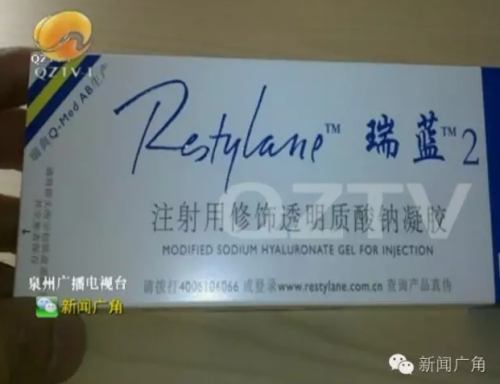 QZ
QZTV1
瑞典Q-Med AB生产
Restylane™ 瑞蓝™2
QZTV
注射用修饰透明质酸钠凝胶
MODIFIED SODIUM HYALURONATE GEL FOR INJECTION
请拨打4006104066 或登录www.restylane.com.cn 查询产品真伪
泉州广播电视台
新闻广角
新闻广角